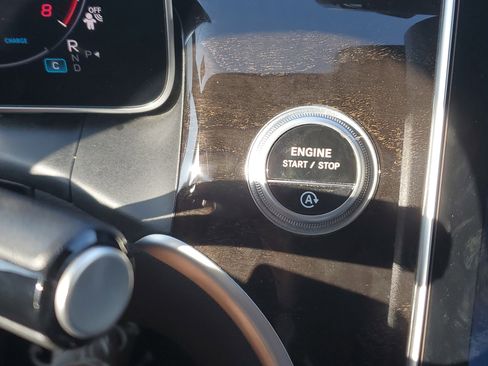 8
OFF
CHARGE
R
N P
C D
ENGINE
START / STOP
A